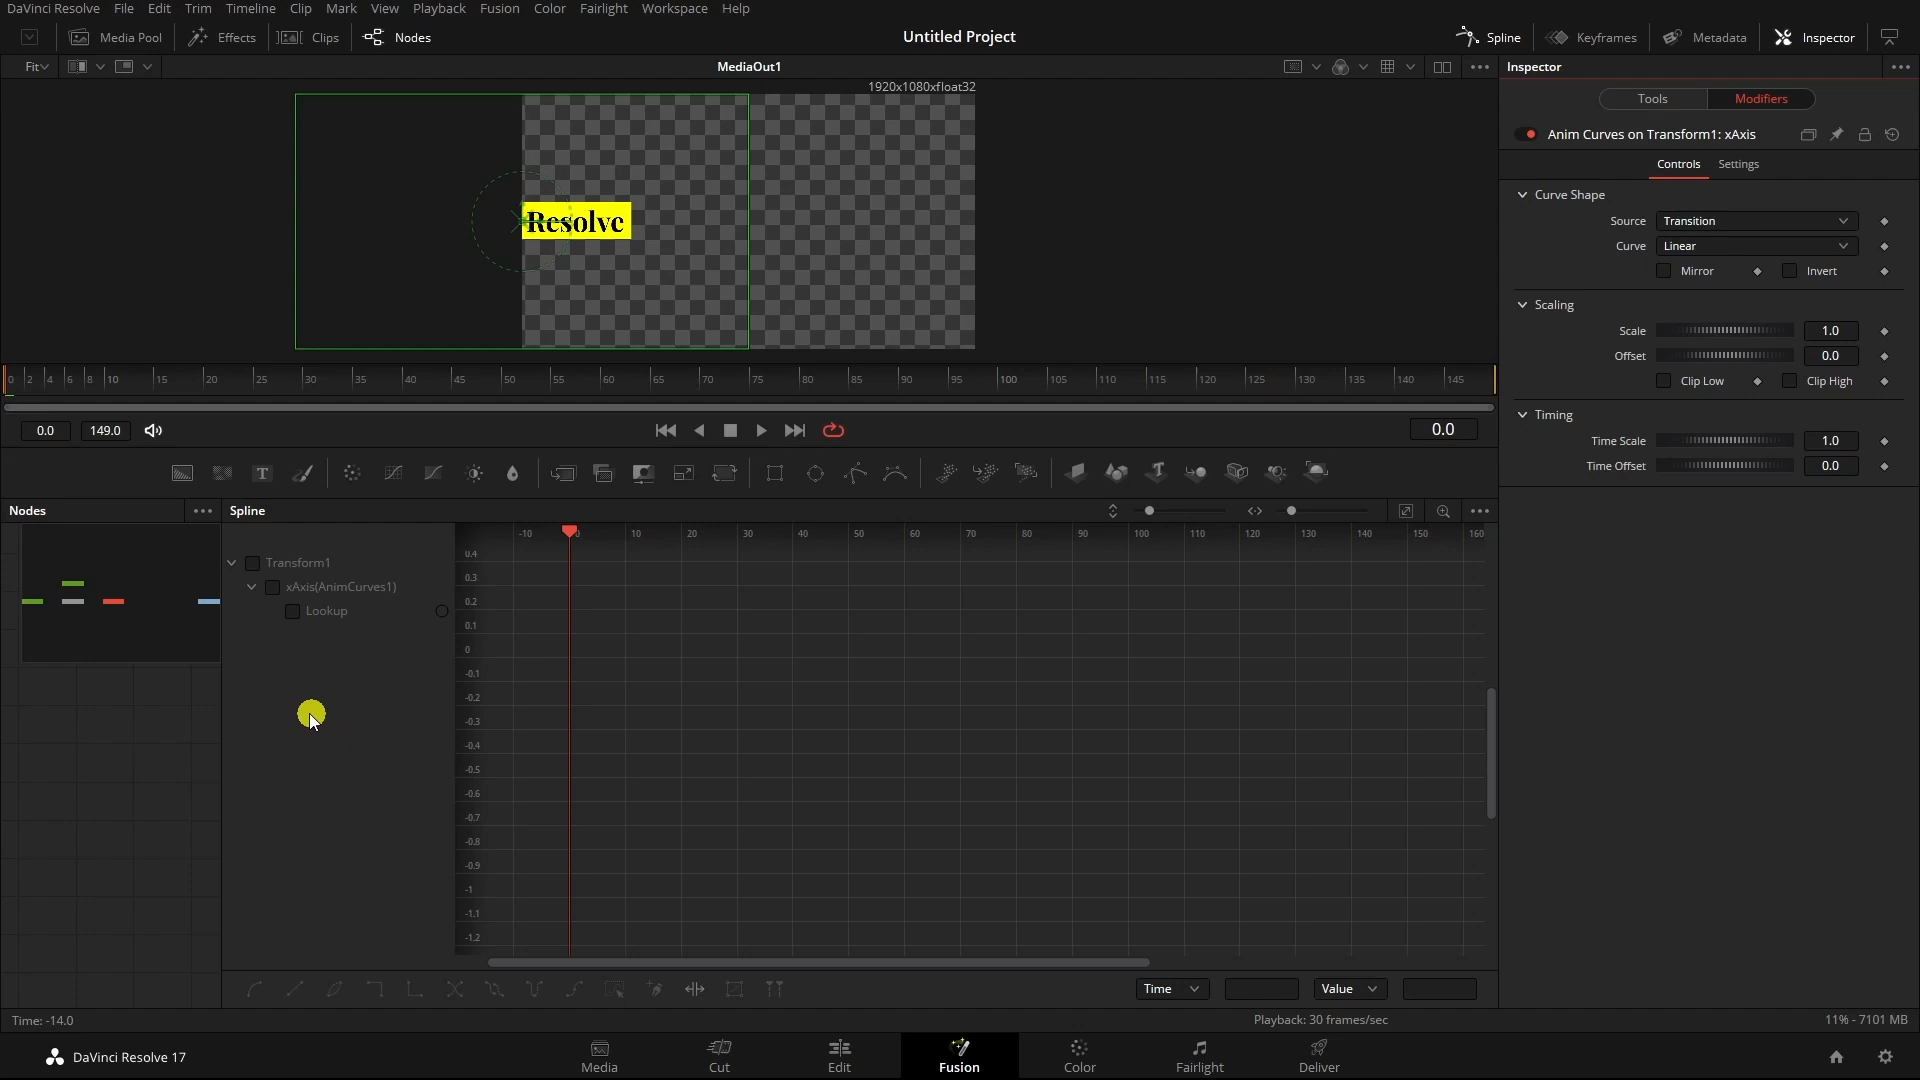 DaVinci Resolve File Edit Trim Timeline Clip Mark View Playback Fusion Color Fairlight Workspace Help
Media Pool Effects Clips Nodes Untitled Project Spline Keyframes Metadata Inspector
Fit MediaOut1 Inspector
1920x1080xfloat32
Tools Modifiers
Anim Curves on Transform1: xAxis
Controls Settings
Curve Shape
Source Transition
Curve Linear
Mirror Invert
Resolve
Scaling
Scale 1.0
Offset 0.0
Clip Low Clip High
0 2 4 6 8 10 15 20 25 30 35 40 45 50 55 60 65 70 75 80 85 90 95 100 105 110 115 120 125 130 135 140 145
Timing
Time Scale 1.0
Time Offset 0.0
0.0 149.0 0.0
Nodes Spline
-10 0 10 20 30 40 50 60 70 80 90 100 110 120 130 140 150 160
Transform1
xAxis(AnimCurves1)
Lookup
0.4
0.3
0.2
0.1
0
-0.1
-0.2
-0.3
-0.4
-0.5
-0.6
-0.7
-0.8
-0.9
-1
-1.1
-1.2
Time Value
Time: -14.0 Playback: 30 frames/sec 11% - 7101 MB
DaVinci Resolve 17 Media Cut Edit Fusion Color Fairlight Deliver